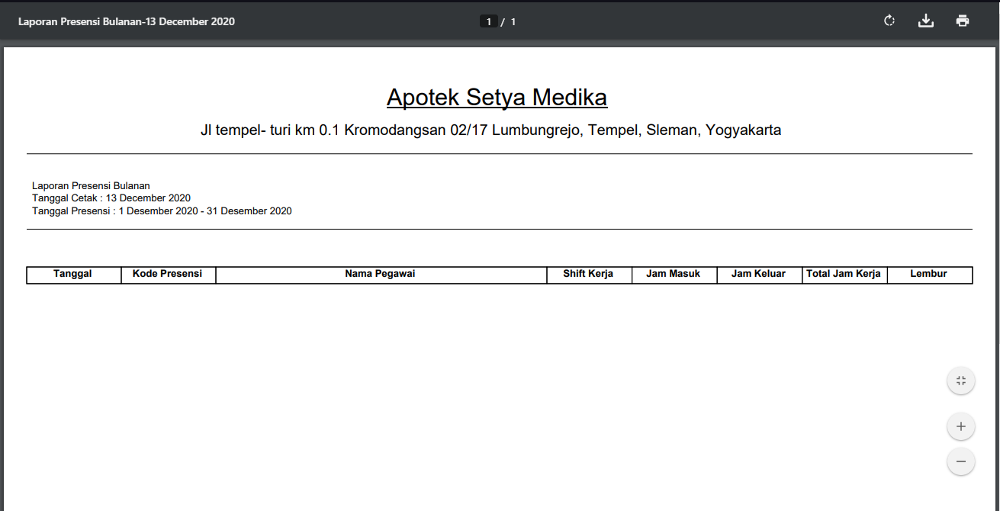 Laporan Presensi Bulanan-13 December 2020
1 / 1
Apotek Setya Medika
Jl tempel- turi km 0.1 Kromodangsan 02/17 Lumbungrejo, Tempel, Sleman, Yogyakarta
Laporan Presensi Bulanan
Tanggal Cetak : 13 December 2020
Tanggal Presensi : 1 Desember 2020 - 31 Desember 2020
Tanggal Kode Presensi Nama Pegawai Shift Kerja Jam Masuk Jam Keluar Total Jam Kerja Lembur